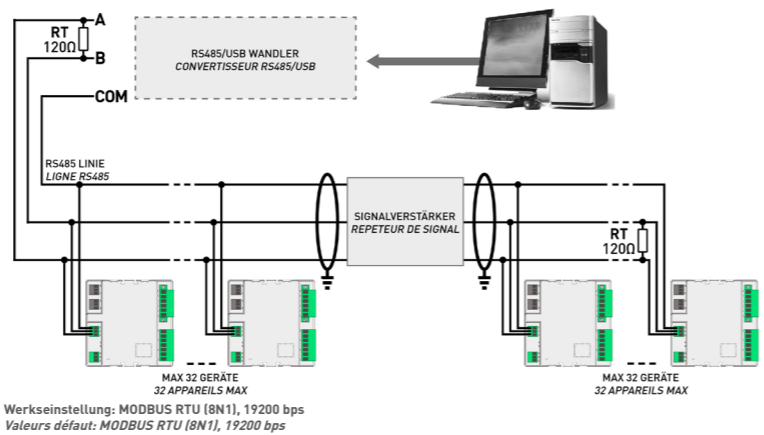 A
RT
120Ω
B
COM
RS485/USB WANDLER
CONVERTISSEUR RS485/USB
RS485 LINIE
LIGNE RS485
SIGNALVERSTÄRKER
REPETEUR DE SIGNAL
RT
120Ω
MAX 32 GERÄTE
32 APPAREILS MAX
MAX 32 GERÄTE
32 APPAREILS MAX
Werkseinstellung: MODBUS RTU (8N1), 19200 bps
Valeurs défaut: MODBUS RTU (8N1), 19200 bps